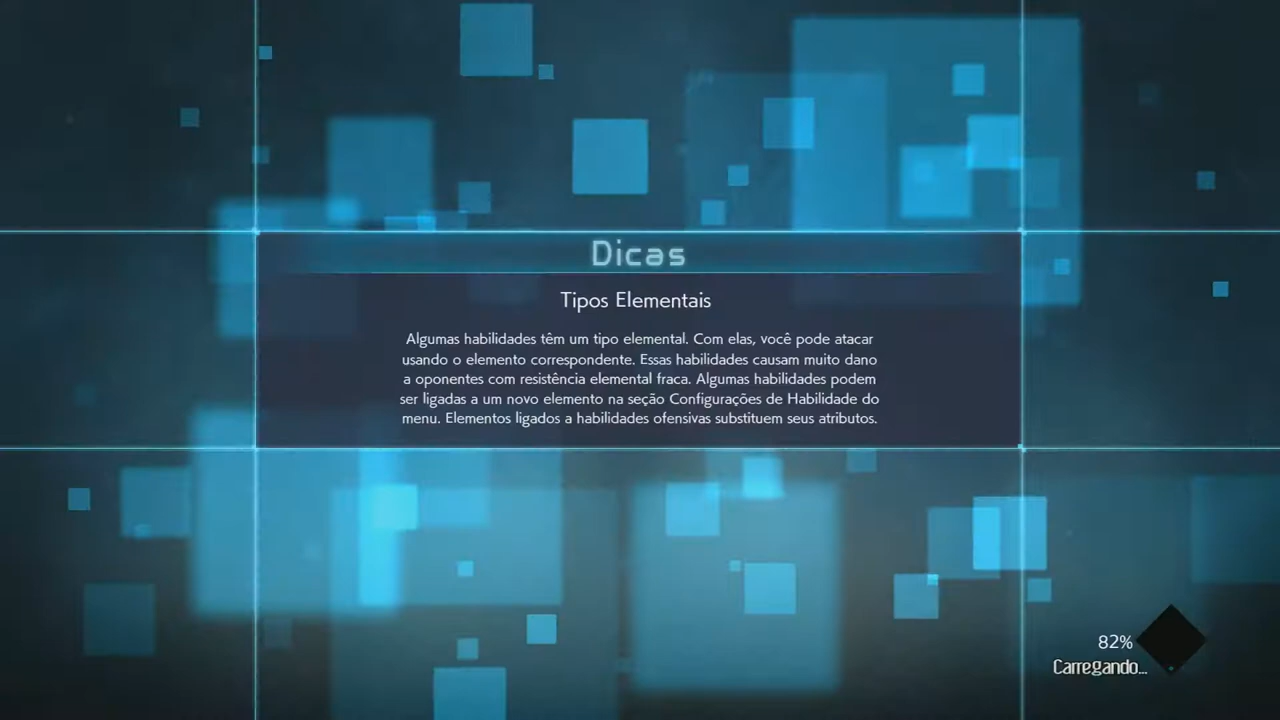 Dicas
Tipos Elementais
Algumas habilidades têm um tipo elemental. Com elas, você pode atacar
usando o elemento correspondente. Essas habilidades causam muito dano
a oponentes com resistência elemental fraca. Algumas habilidades podem
ser ligadas a um novo elemento na seção Configurações de Habilidade do
menu. Elementos ligados a habilidades ofensivas substituem seus atributos.
82%
Carregando...